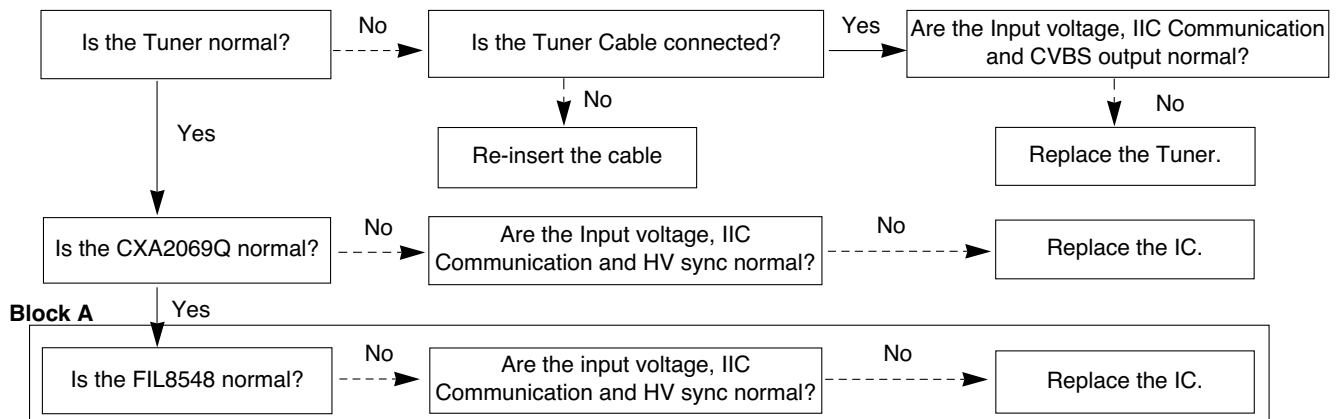 Is the Tuner normal?
No
Is the Tuner Cable connected?
Yes
Are the Input voltage, IIC Communication
and CVBS output normal?
Yes
No
No
Re-insert the cable
Replace the Tuner.
Is the CXA2069Q normal?
No
Are the Input voltage, IIC
Communication and HV sync normal?
No
Replace the IC.
Yes
Block A
Is the FIL8548 normal?
No
Are the input voltage, IIC
Communication and HV sync normal?
No
Replace the IC.